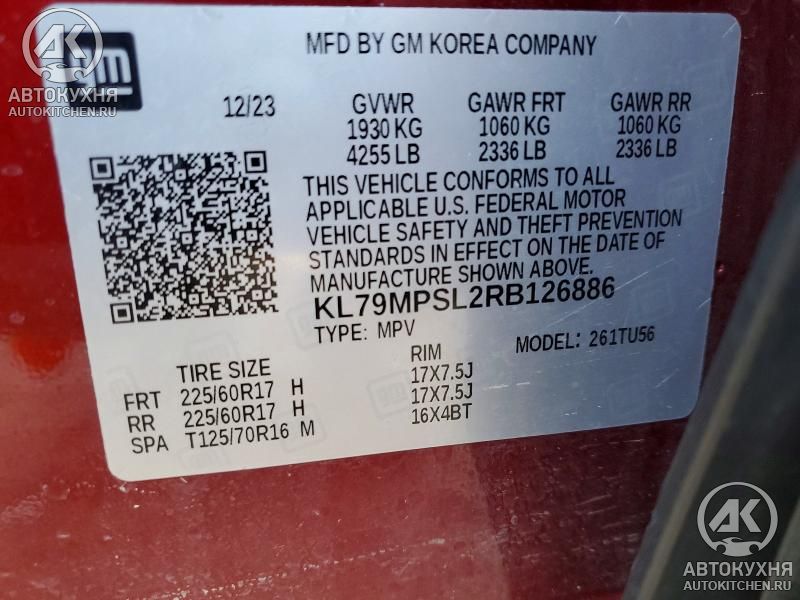 gm
MFD BY GM KOREA COMPANY
12/23 GVWR GAWR FRT GAWR RR
1930 KG 1060 KG 1060 KG
4255 LB 2336 LB 2336 LB
THIS VEHICLE CONFORMS TO ALL
APPLICABLE U.S. FEDERAL MOTOR
VEHICLE SAFETY AND THEFT PREVENTION
STANDARDS IN EFFECT ON THE DATE OF
MANUFACTURE SHOWN ABOVE.
KL79MPSL2RB126886
TYPE: MPV MODEL: 261TU56
TIRE SIZE RIM
FRT 225/60R17 H 17X7.5J
RR 225/60R17 H 17X7.5J
SPA T125/70R16 M 16X4BT
АК
АВТОКУХНЯ
AUTOKITCHEN.RU
АК
АВТОКУХНЯ
AUTOKITCHEN.RU